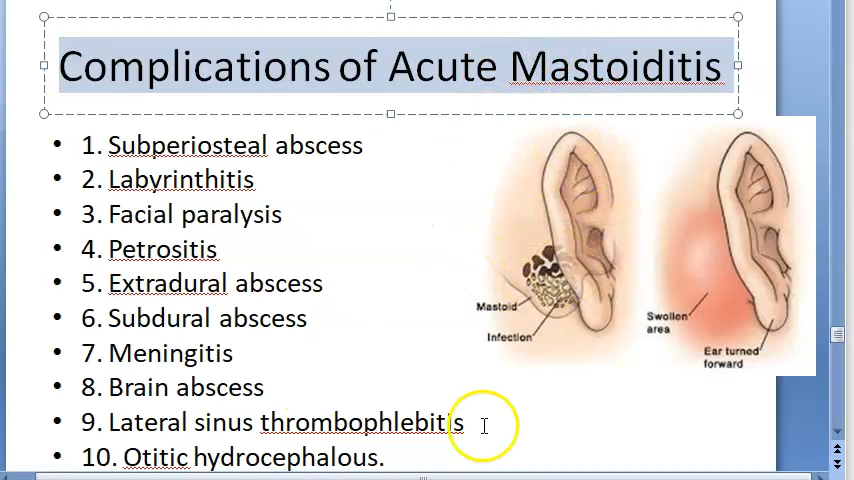 Complications of Acute Mastoiditis
• 1. Subperiosteal abscess
• 2. Labyrinthitis
• 3. Facial paralysis
• 4. Petrositis
• 5. Extradural abscess
• 6. Subdural abscess
• 7. Meningitis
• 8. Brain abscess
• 9. Lateral sinus thrombophlebitis
• 10. Otitic hydrocephalous.
Mastoid
Infection
Swollen
area
Ear turned
forward